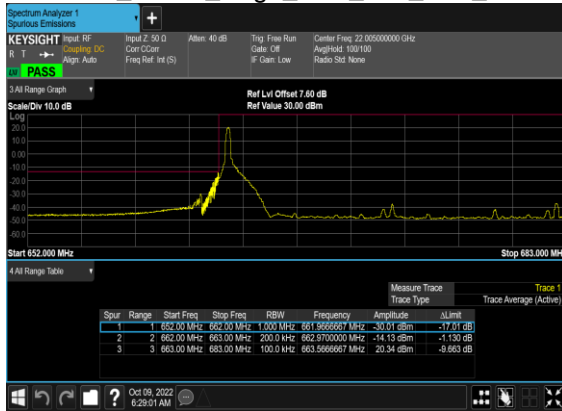 Spectrum Analyzer 1
Spurious Emissions
+
KEYSIGHT Input: RF Input Z: 50 Ω Atten: 40 dB Trig: Free Run Center Freq: 22.005000000 GHz
R T Coupling: DC Corr CCorr Gate: Off Avg|Hold: 100/100
Align: Auto Freq Ref: Int (S) IF Gain: Low Radio Std: None
PASS
3 All Range Graph
Ref Lvl Offset 7.60 dB
Scale/Div 10.0 dB Ref Value 30.00 dBm
Log
20.0
10.0
0.00
-10.0
-20.0
-30.0
-40.0
-50.0
-60.0
Start 652.000 MHz Stop 683.000 MHz
4 All Range Table
Measure Trace Trace 1
Trace Type Trace Average (Active)
Spur Range Start Freq Stop Freq RBW Frequency Amplitude ΔLimit
1 1 652.00 MHz 662.00 MHz 1.000 MHz 661.9666667 MHz -30.01 dBm -17.01 dB
2 2 662.00 MHz 663.00 MHz 200.0 kHz 662.9700000 MHz -14.13 dBm -1.130 dB
3 3 663.00 MHz 683.00 MHz 100.0 kHz 663.5666667 MHz 20.34 dBm -9.663 dB
? Oct 09, 2022
6:29:01 AM